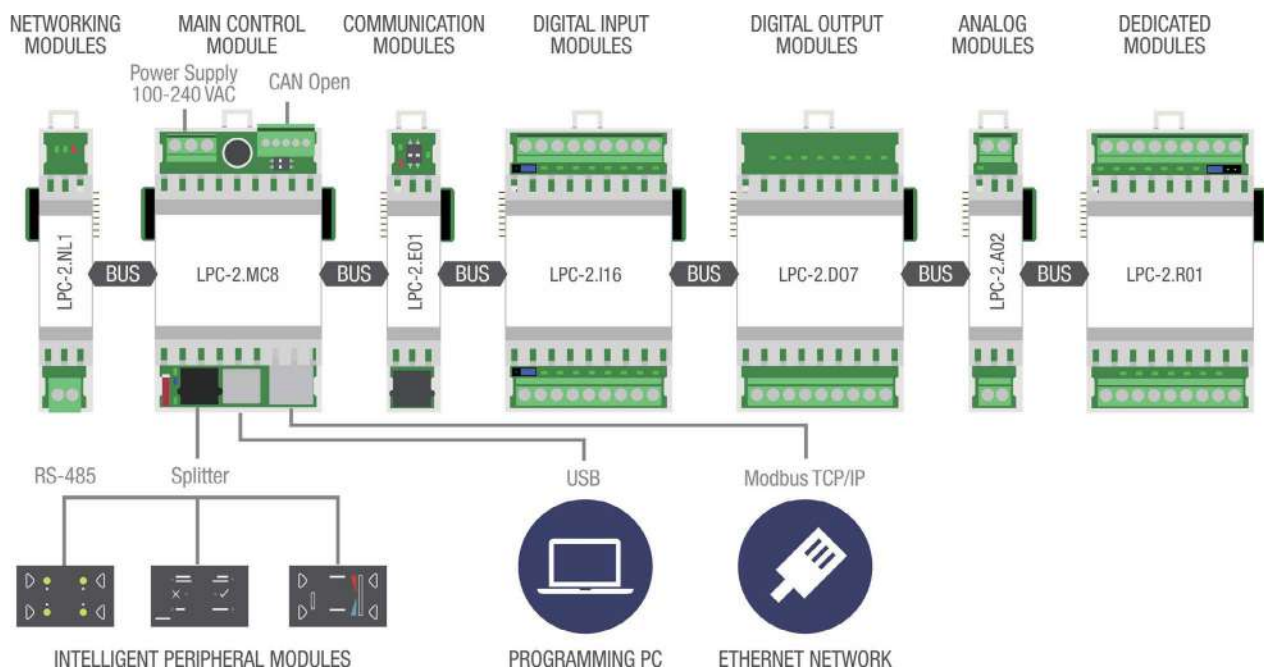 NETWORKING
MODULES
MAIN CONTROL
MODULE
COMMUNICATION
MODULES
DIGITAL INPUT
MODULES
DIGITAL OUTPUT
MODULES
ANALOG
MODULES
DEDICATED
MODULES
Power Supply
100-240 VAC
CAN Open
LPC-2.NL1
BUS
LPC-2.MC8
BUS
LPC-2.E01
BUS
LPC-2.I16
BUS
LPC-2.DO7
BUS
LPC-2.A02
BUS
LPC-2.R01
RS-485
Splitter
USB
Modbus TCP/IP
INTELLIGENT PERIPHERAL MODULES
PROGRAMMING PC
ETHERNET NETWORK